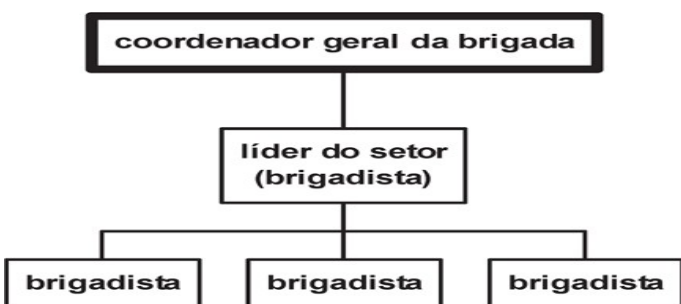 coordenador geral da brigada
líder do setor
(brigadista)
brigadista brigadista brigadista